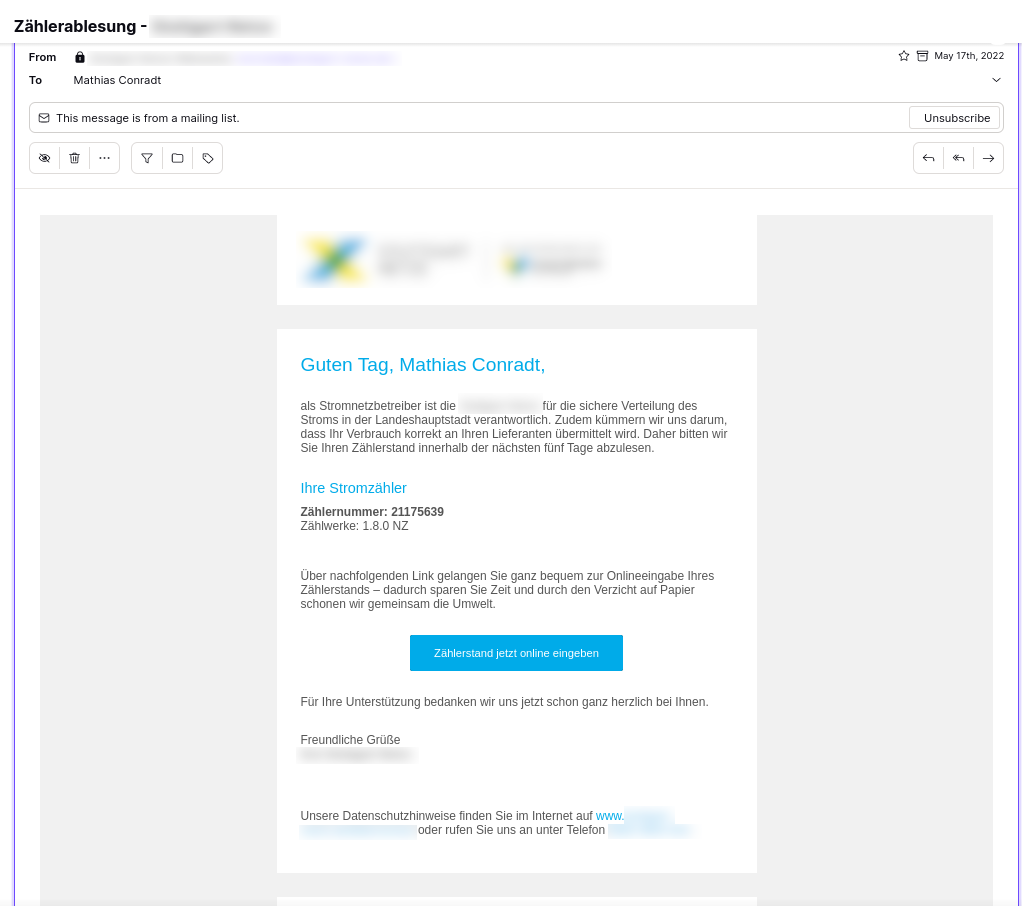 Zählerablesung -
From
May 17th, 2022
To Mathias Conradt
This message is from a mailing list.
Unsubscribe
Guten Tag, Mathias Conradt,
als Stromnetzbetreiber ist die für die sichere Verteilung des
Stroms in der Landeshauptstadt verantwortlich. Zudem kümmern wir uns darum,
dass Ihr Verbrauch korrekt an Ihren Lieferanten übermittelt wird. Daher bitten wir
Sie Ihren Zählerstand innerhalb der nächsten fünf Tage abzulesen.
Ihre Stromzähler
Zählernummer: 21175639
Zählwerke: 1.8.0 NZ
Über nachfolgenden Link gelangen Sie ganz bequem zur Onlineeingabe Ihres
Zählerstands – dadurch sparen Sie Zeit und durch den Verzicht auf Papier
schonen wir gemeinsam die Umwelt.
Zählerstand jetzt online eingeben
Für Ihre Unterstützung bedanken wir uns jetzt schon ganz herzlich bei Ihnen.
Freundliche Grüße
Unsere Datenschutzhinweise finden Sie im Internet auf www.
oder rufen Sie uns an unter Telefon